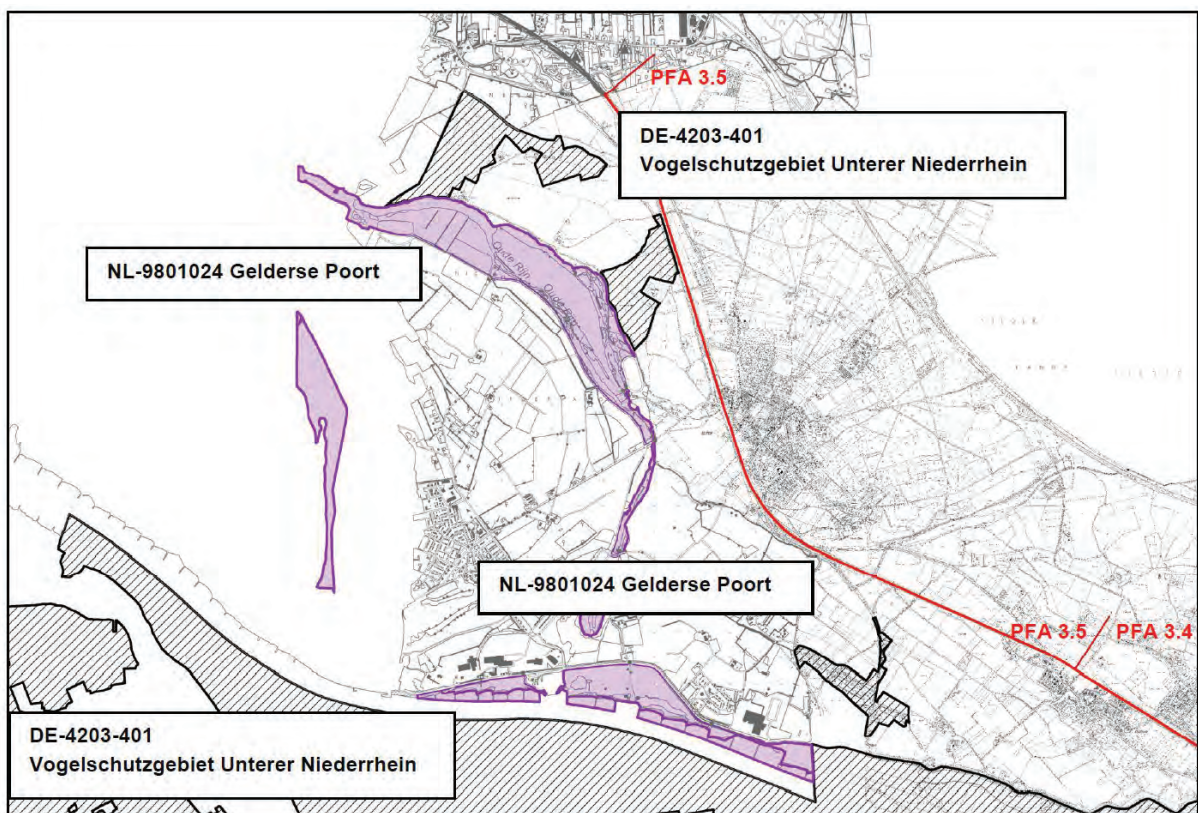 PFA 3.5
DE-4203-401
Vogelschutzgebiet Unterer Niederrhein
NL-9801024 Gelderse Poort
Oude Rijn
NL-9801024 Gelderse Poort
PFA 3.5
PFA 3.4
DE-4203-401
Vogelschutzgebiet Unterer Niederrhein